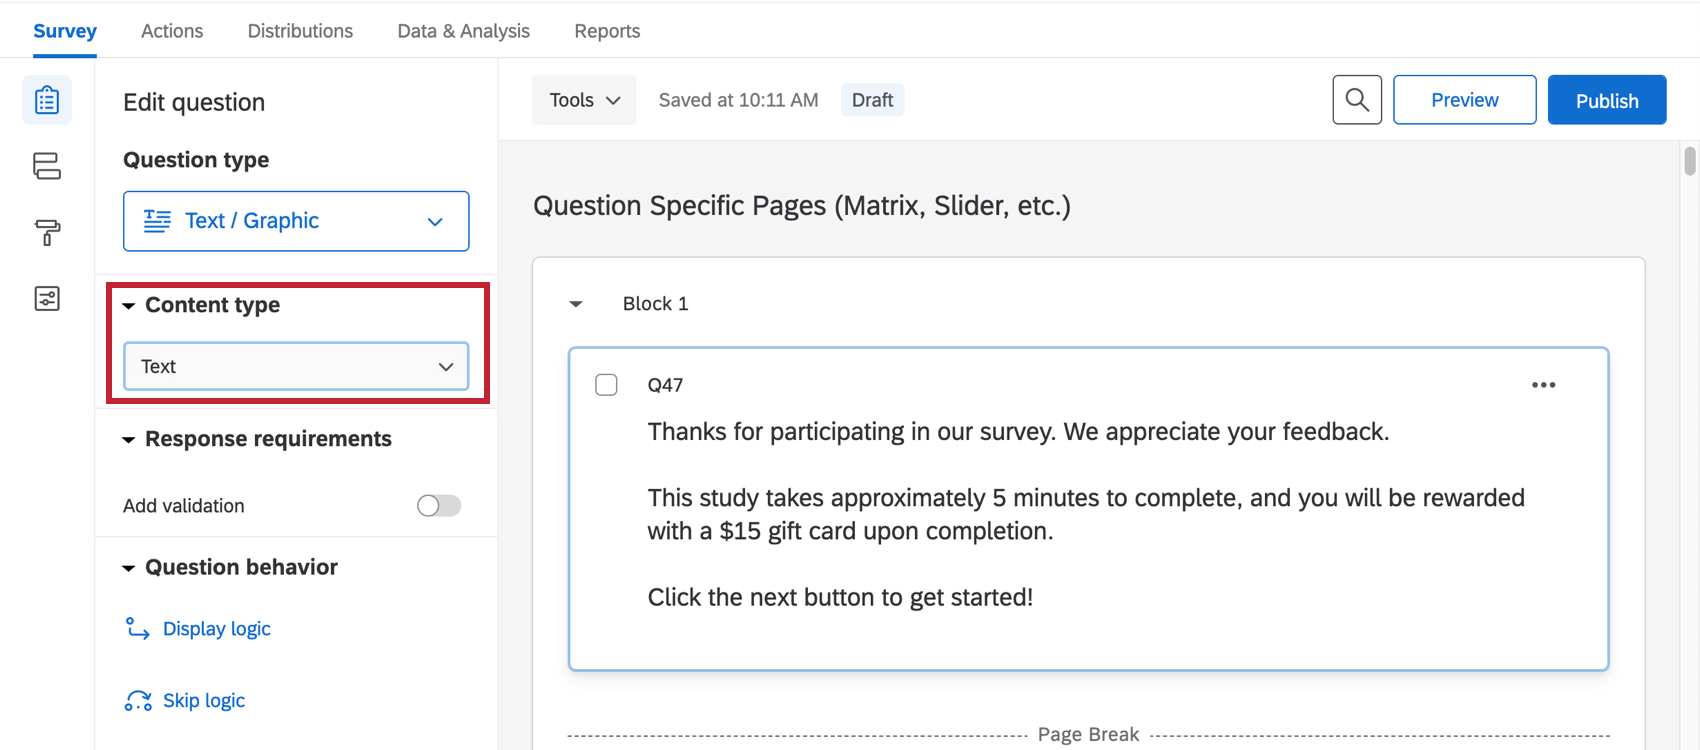 Survey
Actions
Distributions
Data & Analysis
Reports
Edit question
Question type
Text / Graphic
Content type
Text
Response requirements
Add validation
Question behavior
Display logic
Skip logic
Tools
Saved at 10:11 AM
Draft
Preview
Publish
Question Specific Pages (Matrix, Slider, etc.)
Block 1
Q47
Thanks for participating in our survey. We appreciate your feedback.
This study takes approximately 5 minutes to complete, and you will be rewarded
with a $15 gift card upon completion.
Click the next button to get started!
Page Break